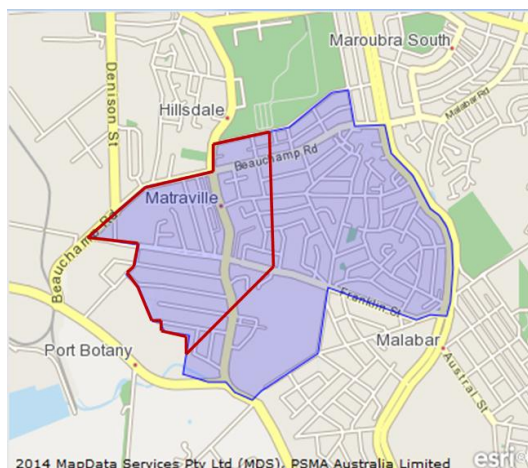 Maroubra South
Denison St
Hillsdale
Malabar Rd
Beauchamp Rd
Matraville
Beauchamp Rd
Franklin St
Port Botany
Malabar
Austral St
2014 MapData Services Pty Ltd (MDS), PSMA Australia Limited
esri